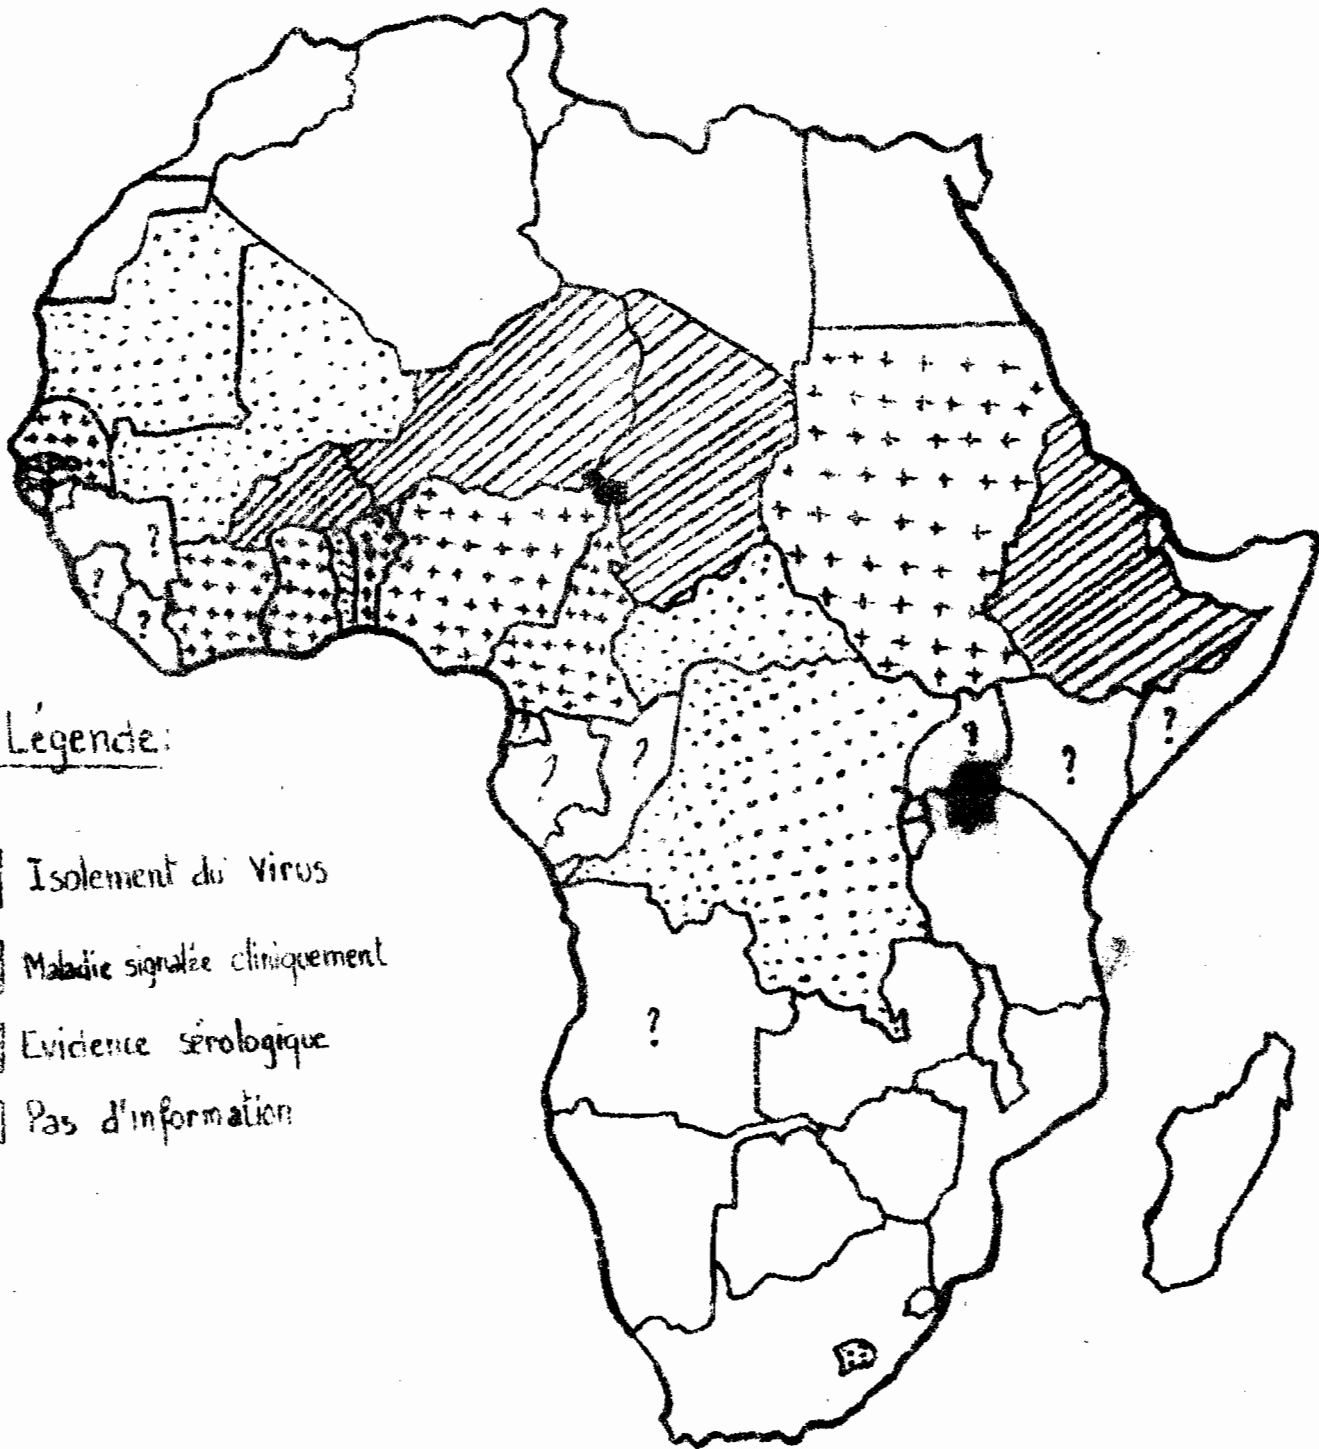 ?
?
?
?
?
?
?
?
?
?
Légende:
Isolement du Virus
Maladie signalée cliniquement
Evidence sérologique
Pas d'information